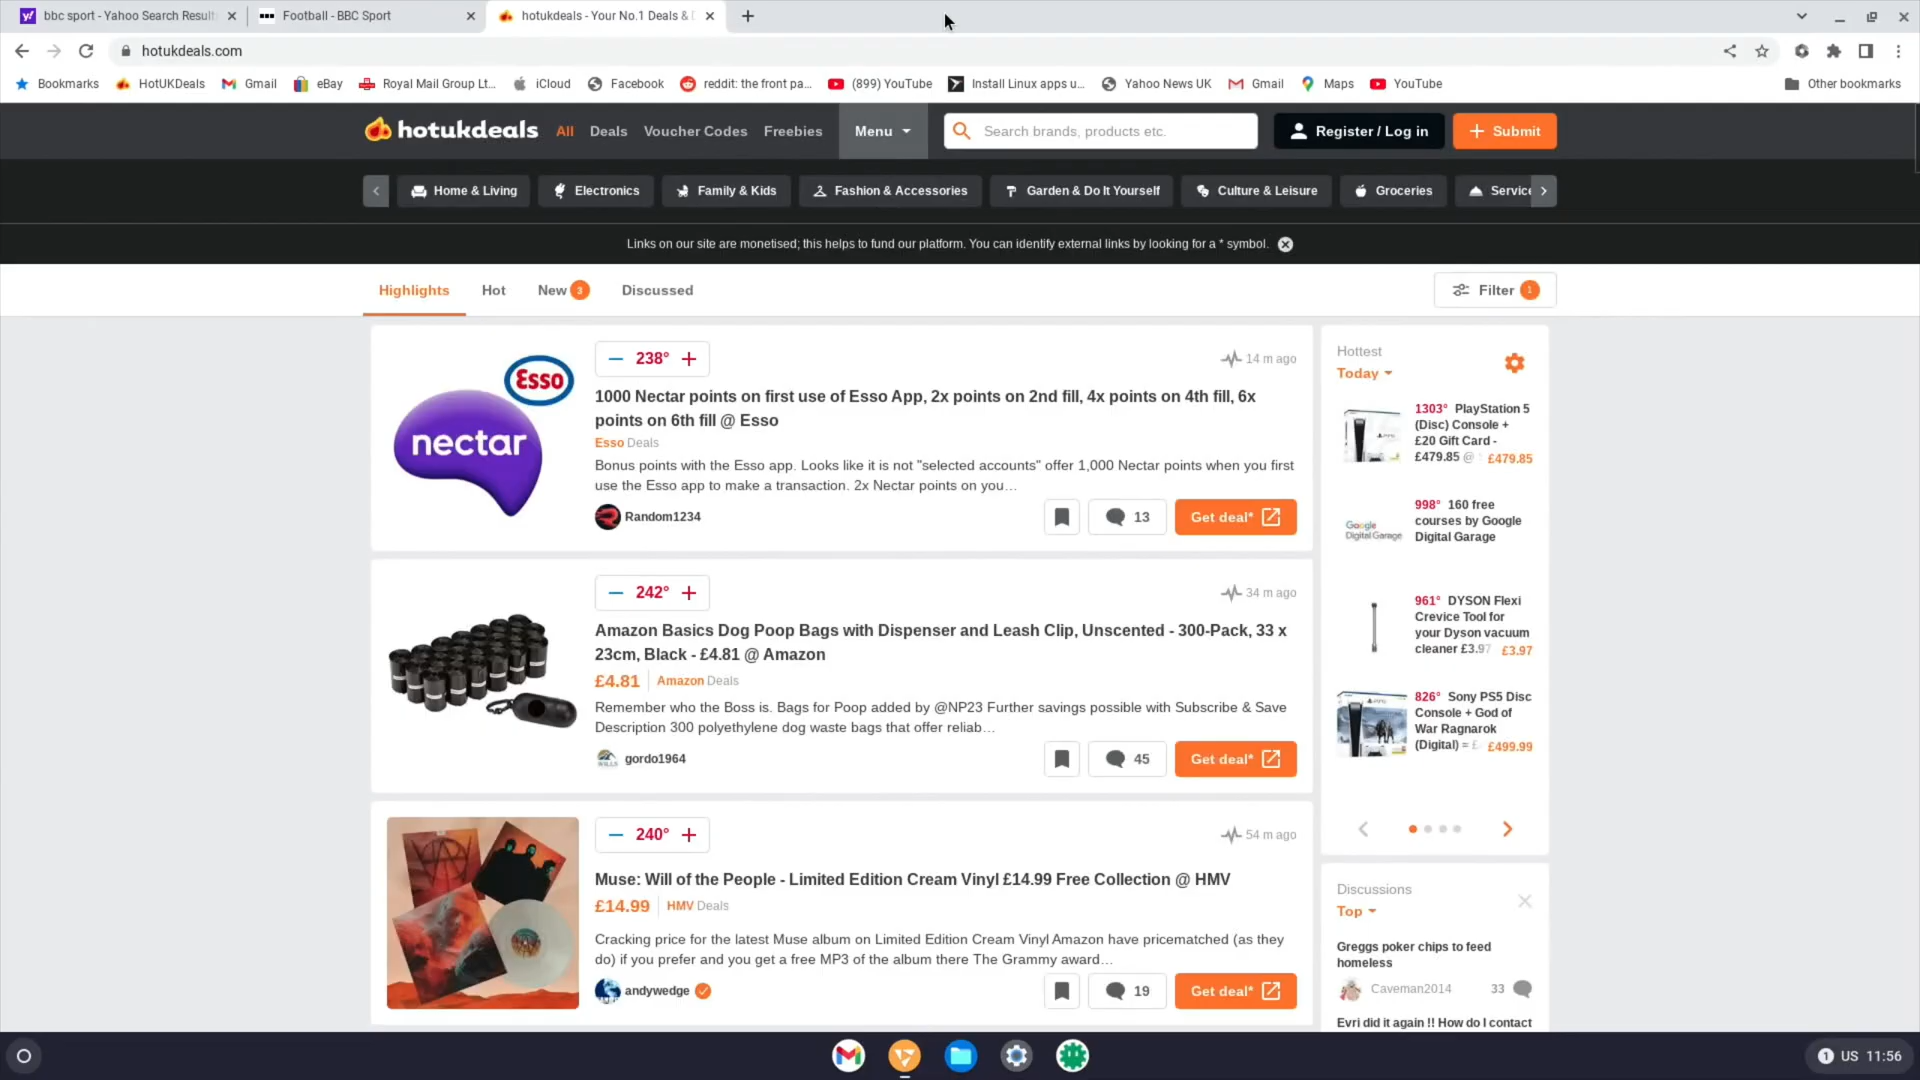 bbc sport - Yahoo Search Result
Football - BBC Sport
hotukdeals - Your No.1 Deals &
hotukdeals.com
Bookmarks
HotUKDeals
Gmail
eBay
Royal Mail Group Lt...
iCloud
Facebook
reddit: the front pa...
(899) YouTube
Install Linux apps u...
Yahoo News UK
Gmail
Maps
YouTube
Other bookmarks
hotukdeals
All
Deals
Voucher Codes
Freebies
Menu
Search brands, products etc.
Register / Log in
Submit
Home & Living
Electronics
Family & Kids
Fashion & Accessories
Garden & Do It Yourself
Culture & Leisure
Groceries
Service
Links on our site are monetised; this helps to fund our platform. You can identify external links by looking for a * symbol.
Highlights
Hot
New 3
Discussed
Filter 1
Esso
nectar
238°
14 m ago
1000 Nectar points on first use of Esso App, 2x points on 2nd fill, 4x points on 4th fill, 6x
points on 6th fill @ Esso
Esso Deals
Bonus points with the Esso app. Looks like it is not "selected accounts" offer 1,000 Nectar points when you first
use the Esso app to make a transaction. 2x Nectar points on you…
Random1234
13
Get deal*
242°
34 m ago
Amazon Basics Dog Poop Bags with Dispenser and Leash Clip, Unscented - 300-Pack, 33 x
23cm, Black - £4.81 @ Amazon
£4.81
Amazon Deals
Remember who the Boss is. Bags for Poop added by @NP23 Further savings possible with Subscribe & Save
Description 300 polyethylene dog waste bags that offer reliab…
gordo1964
45
Get deal*
240°
54 m ago
Muse: Will of the People - Limited Edition Cream Vinyl £14.99 Free Collection @ HMV
£14.99
HMV Deals
Cracking price for the latest Muse album on Limited Edition Cream Vinyl Amazon have pricematched (as they
do) if you prefer and you get a free MP3 of the album there The Grammy award…
andywedge
19
Get deal*
Hottest
Today
1303° PlayStation 5
(Disc) Console +
£20 Gift Card -
£479.85 @
£479.85
Google
Digital Garage
998° 160 free
courses by Google
Digital Garage
961° DYSON Flexi
Crevice Tool for
your Dyson vacuum
cleaner £3.97
£3.97
826° Sony PS5 Disc
Console + God of
War Ragnarok
(Digital) = £
£499.99
Discussions
Top
Greggs poker chips to feed
homeless
Caveman2014
33
Evri did it again !! How do I contact
1
US
11:56